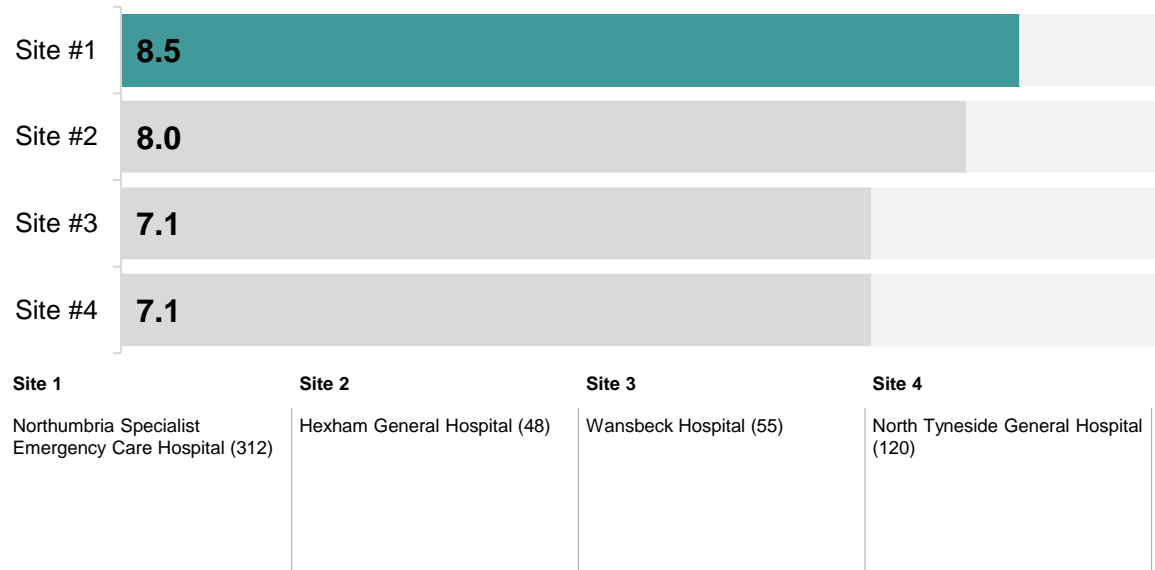 Site #1
8.5
Site #2
8.0
Site #3
7.1
Site #4
7.1
Site 1
Northumbria Specialist
Emergency Care Hospital (312)
Site 2
Hexham General Hospital (48)
Site 3
Wansbeck Hospital (55)
Site 4
North Tyneside General Hospital
(120)